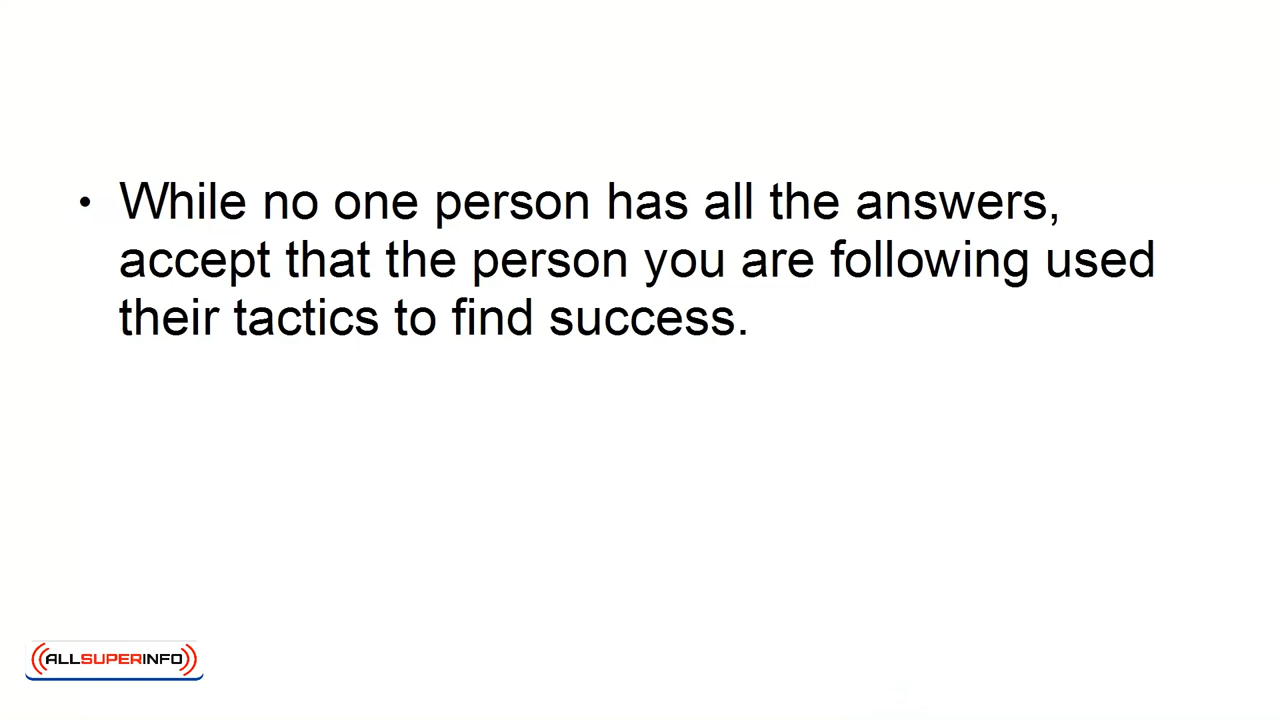 • While no one person has all the answers,
accept that the person you are following used
their tactics to find success.
ALLSUPERINFO